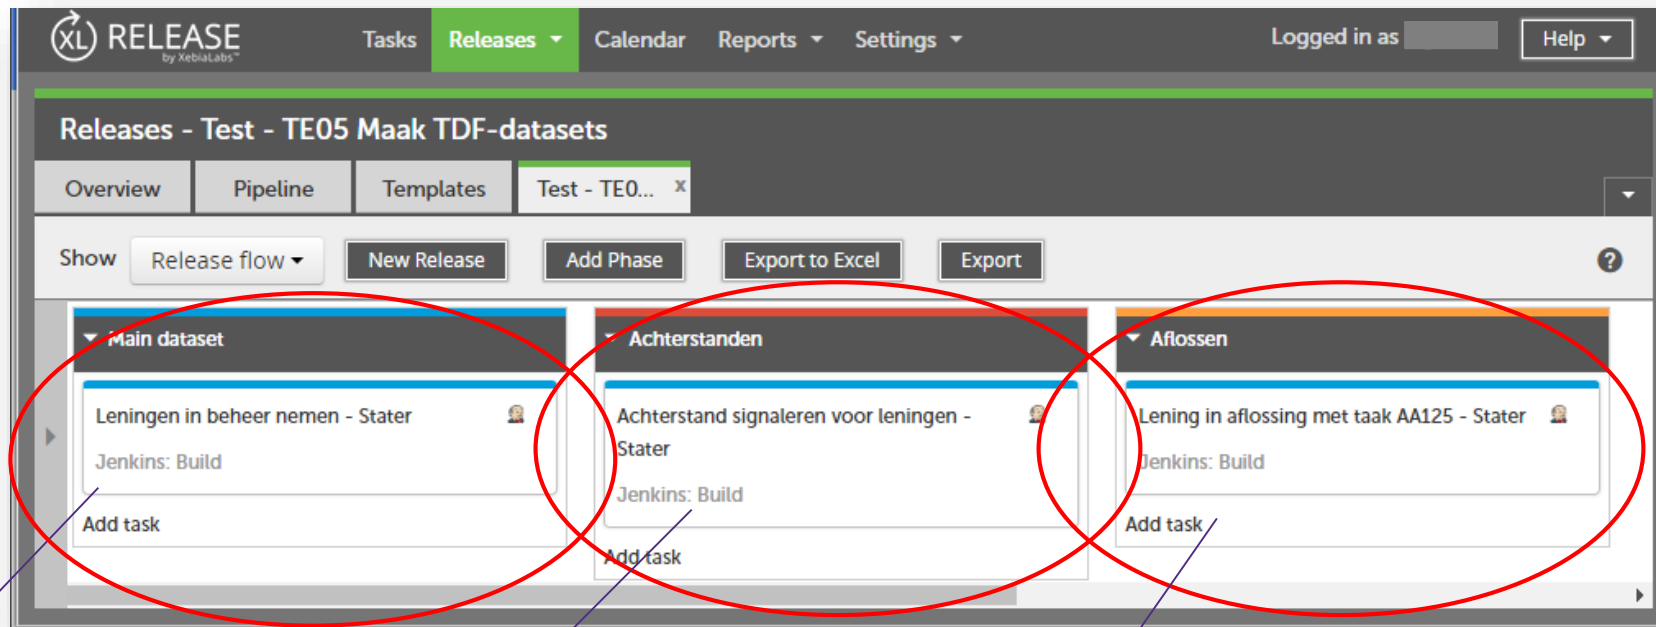 XL RELEASE
by XebiaLabs™
Tasks Releases Calendar Reports Settings Logged in as Help
Releases - Test - TE05 Maak TDF-datasets
Overview Pipeline Templates Test - TE0... x
Show Release flow New Release Add Phase Export to Excel Export ?
Main dataset
Leningen in beheer nemen - Stater
Jenkins: Build
Add task
Achterstanden
Achterstand signaleren voor leningen -
Stater
Jenkins: Build
Add task
Aflossen
Lening in aflossing met taak AA125 - Stater
Jenkins: Build
Add task